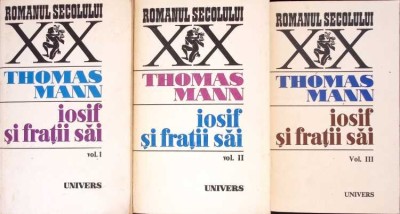 ROMANUL SECOLULUI
XX
THOMAS
MANN
iosif
și frații săi
vol. I
UNIVERS
ROMANUL SECOLULUI
XX
THOMAS
MANN
iosif
și frații săi
vol. II
UNIVERS
ROMANUL SECOLULUI
XX
THOMAS
MANN
iosif
și frații săi
Vol. III
UNIVERS